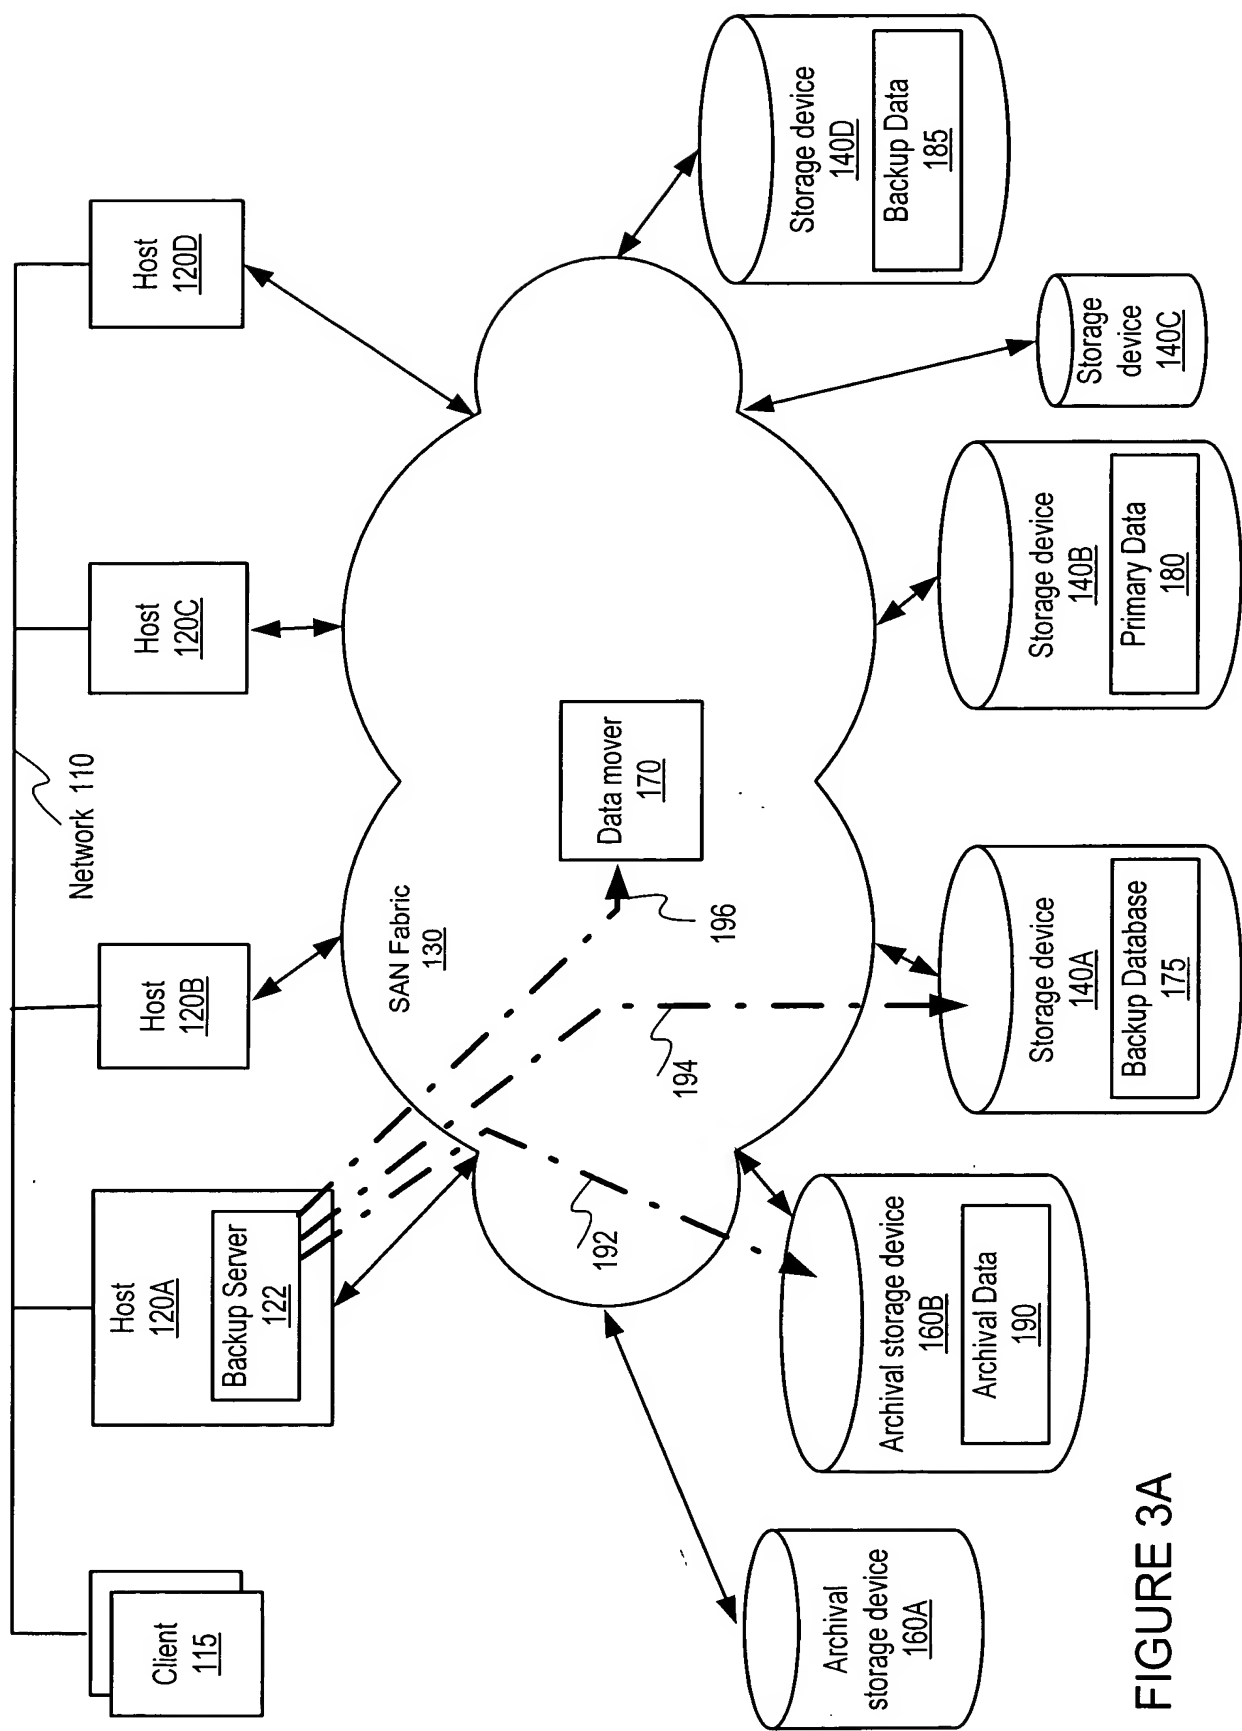 Client
115
Host
120A
Backup Server
122
Host
120B
Network 110
Host
120C
Host
120D
SAN Fabric
130
Data mover
170
196
194
192
Archival
storage device
160A
Archival storage device
160B
Archival Data
190
Storage device
140A
Backup Database
175
Storage device
140B
Primary Data
180
Storage
device
140C
Storage device
140D
Backup Data
185
FIGURE 3A